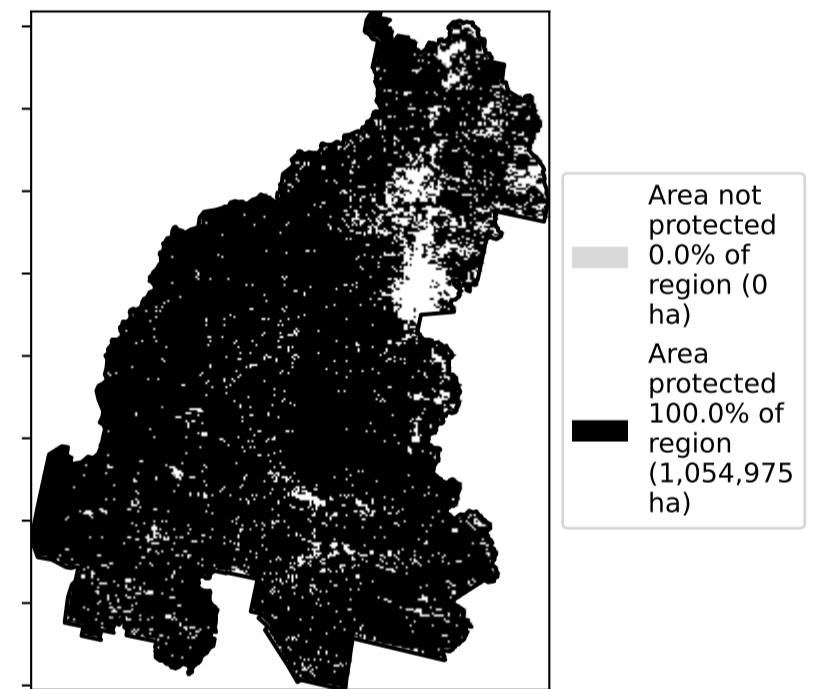 Area not
protected
0.0% of
region (0
ha)
Area
protected
100.0% of
region
(1,054,975
ha)